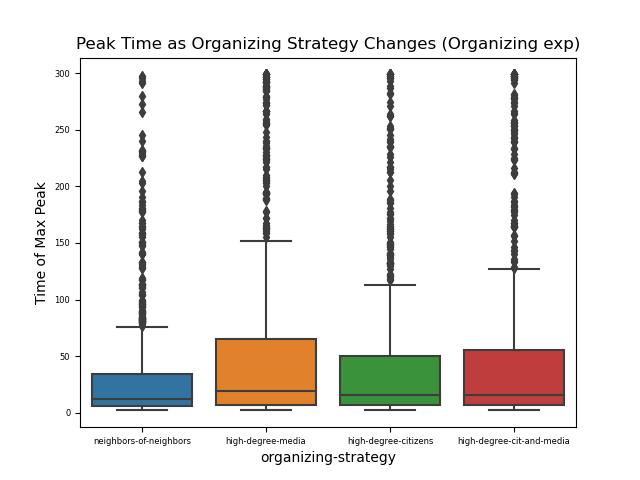 Peak Time as Organizing Strategy Changes (Organizing exp)
300
250
200
150
100
50
0
Time of Max Peak
neighbors-of-neighbors high-degree-media high-degree-citizens high-degree-cit-and-media
organizing-strategy